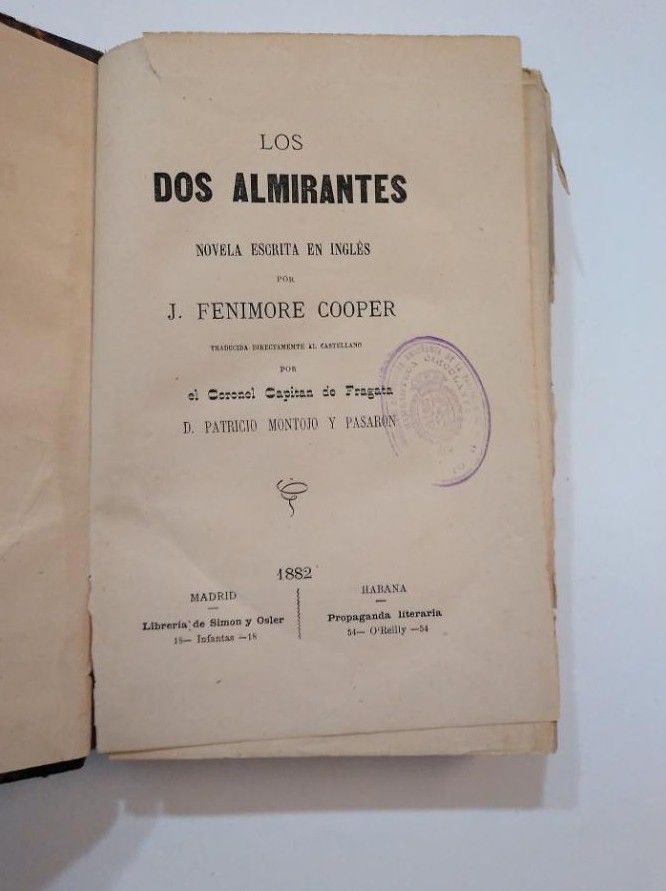 LOS
DOS ALMIRANTES
NOVELA ESCRITA EN INGLÉS
POR
J. FENIMORE COOPER
TRADUCIDA DIRECTAMENTE AL CASTELLANO
POR
el Coronel Capitan de Fragata
D. PATRICIO MONTOJO Y PASARON
BIBLIOTECA CIRCULANTE
1882
MADRID
Librería de Simon y Osler
18— Infantas —18
HABANA
Propaganda literaria
54— O'Reilly —54